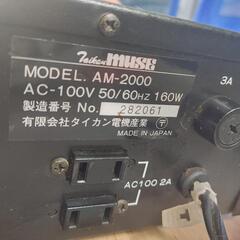 Taikan muse
MODEL. AM-2000
AC-100V 50/60HZ 160W
製造番号 No. 282061
有限会社タイカン電機産業 〒
MADE IN JAPAN
3A
AC100 2A